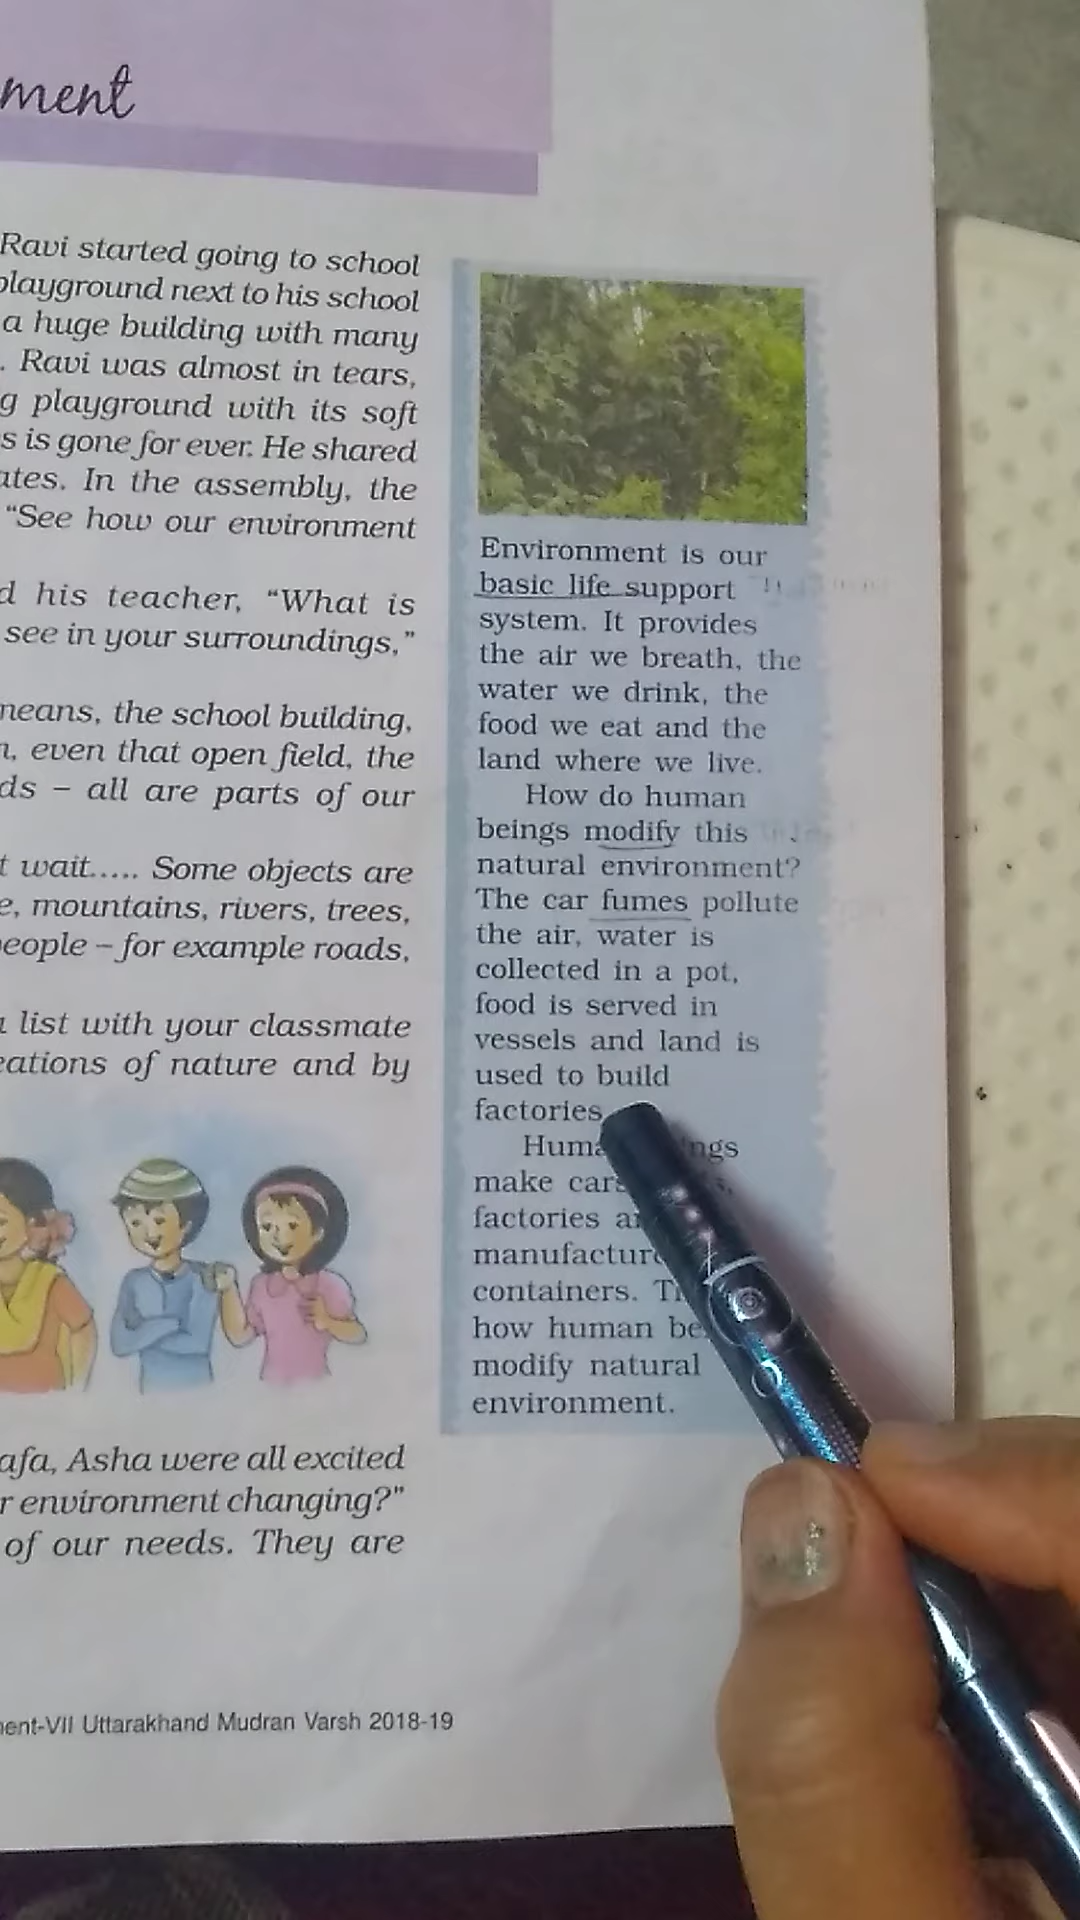 ment
Ravi started going to school
playground next to his school
a huge building with many
. Ravi was almost in tears,
g playground with its soft
s is gone for ever. He shared
ates. In the assembly, the
“See how our environment
d his teacher, “What is
see in your surroundings,”
means, the school building,
n, even that open field, the
ds – all are parts of our
t wait..... Some objects are
e, mountains, rivers, trees,
people – for example roads,
a list with your classmate
eations of nature and by
afa, Asha were all excited
r environment changing?"
of our needs. They are
Environment is our
basic life support
system. It provides
the air we breath, the
water we drink, the
food we eat and the
land where we live.
How do human
beings modify this
natural environment?
The car fumes pollute
the air, water is
collected in a pot,
food is served in
vessels and land is
used to build
factories
Huma ngs
make cars s,
factories a
manufactur
containers. T
how human be
modify natural
environment.
ment-VII Uttarakhand Mudran Varsh 2018-19